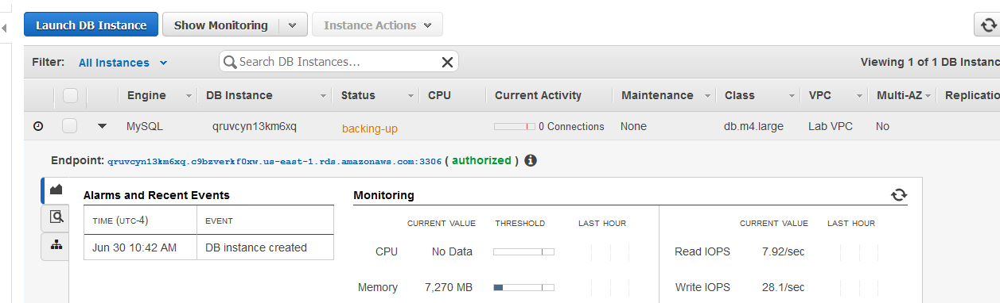 Launch DB Instance Show Monitoring Instance Actions
Filter: All Instances Search DB Instances... Viewing 1 of 1 DB Instanc
Engine DB Instance Status CPU Current Activity Maintenance Class VPC Multi-AZ Replicatio
MySQL qruvcyn13km6xq backing-up 0 Connections None db.m4.large Lab VPC No
Endpoint: qruvcyn13km6xq.c9bzverkf0xw.us-east-1.rds.amazonaws.com:3306 ( authorized )
Alarms and Recent Events Monitoring
TIME (UTC-4) EVENT CURRENT VALUE THRESHOLD LAST HOUR CURRENT VALUE LAST HOUR
Jun 30 10:42 AM DB instance created CPU No Data Read IOPS 7.92/sec
Memory 7,270 MB Write IOPS 28.1/sec